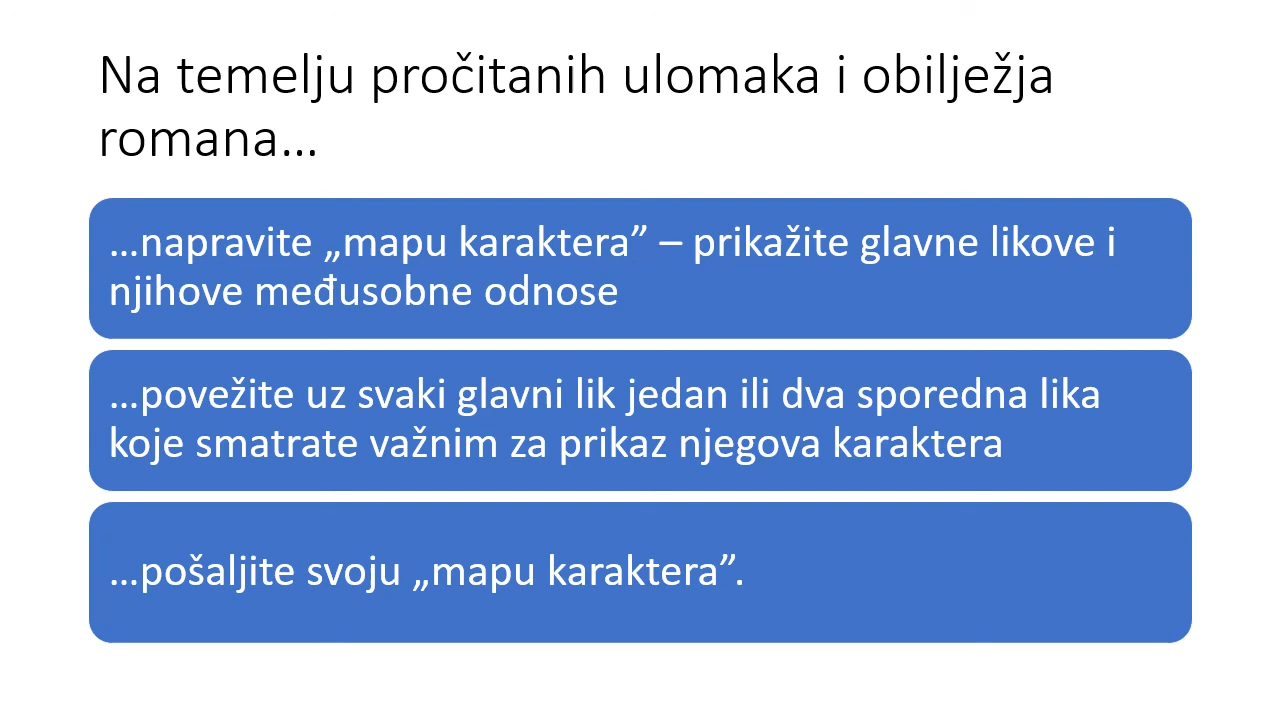 Na temelju pročitanih ulomaka i obilježja
romana…
…napravite „mapu karaktera” – prikažite glavne likove i
njihove međusobne odnose
…povežite uz svaki glavni lik jedan ili dva sporedna lika
koje smatrate važnim za prikaz njegova karaktera
…pošaljite svoju „mapu karaktera”.